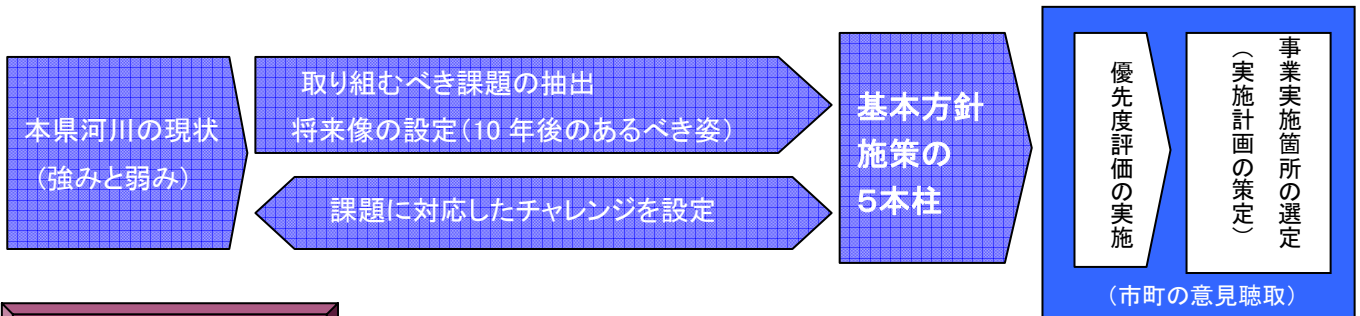 本県河川の現状
(強みと弱み)
取り組むべき課題の抽出
将来像の設定(10 年後のあるべき姿)
課題に対応したチャレンジを設定
基本方針
施策の
5本柱
優先度評価の実施
事業実施箇所の選定
(実施計画の策定)
(市町の意見聴取)